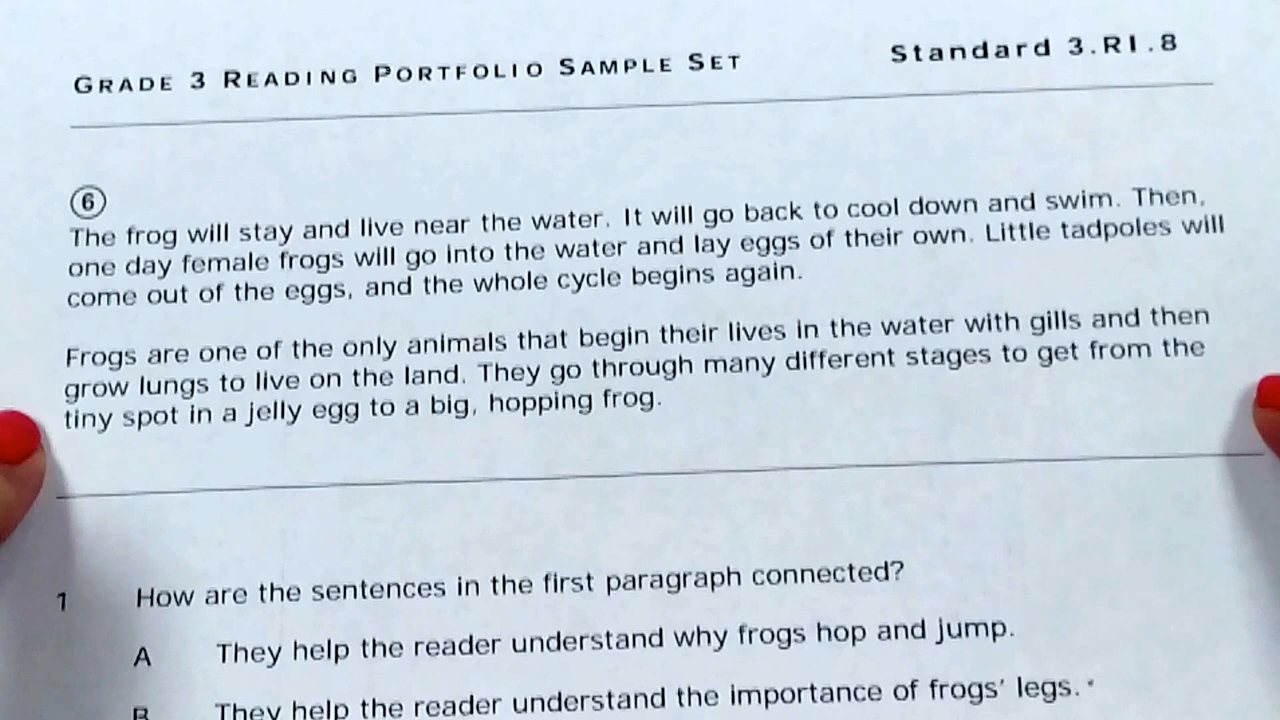 GRADE 3 READING PORTFOLIO SAMPLE SET Standard 3.RI.8
6
The frog will stay and live near the water. It will go back to cool down and swim. Then,
one day female frogs will go into the water and lay eggs of their own. Little tadpoles will
come out of the eggs, and the whole cycle begins again.
Frogs are one of the only animals that begin their lives in the water with gills and then
grow lungs to live on the land. They go through many different stages to get from the
tiny spot in a jelly egg to a big, hopping frog.
1 How are the sentences in the first paragraph connected?
A They help the reader understand why frogs hop and jump.
B They help the reader understand the importance of frogs' legs.